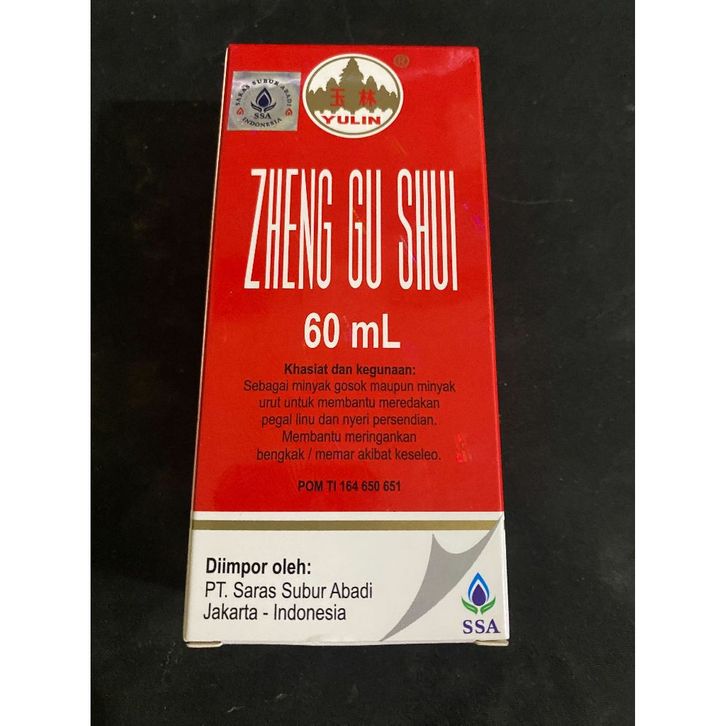 SARAS SUBUR ABADI
SSA
INDONESIA
玉 林
YULIN
®
ZHENG GU SHUI
60 mL
Khasiat dan kegunaan:
Sebagai minyak gosok maupun minyak
urut untuk membantu meredakan
pegal linu dan nyeri persendian.
Membantu meringankan
bengkak / memar akibat keseleo.
POM TI 164 650 651
Diimpor oleh:
PT. Saras Subur Abadi
Jakarta - Indonesia
SSA